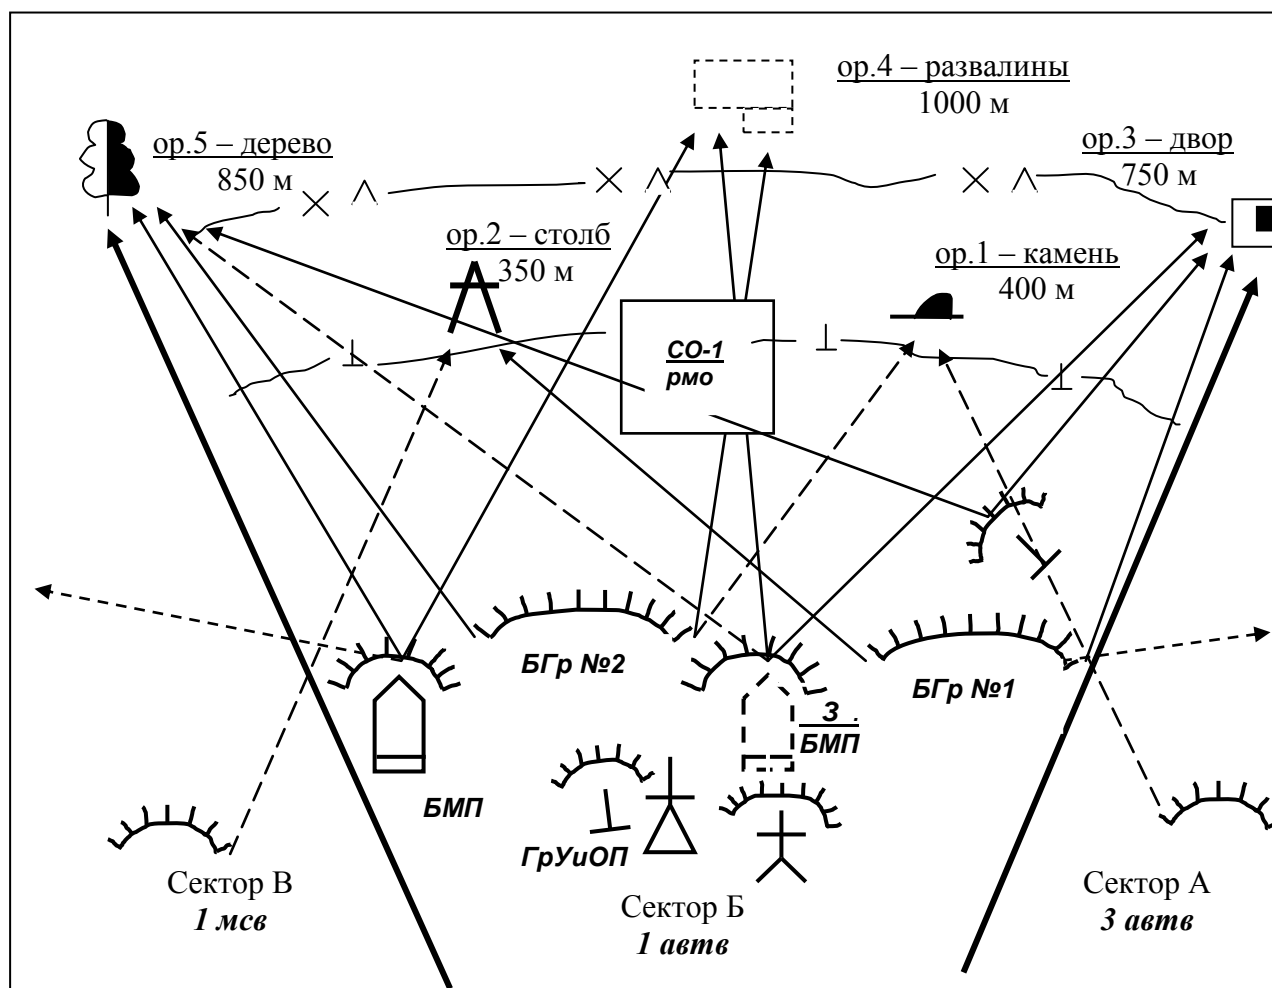 ор.4 – развалины
1000 м
ор.5 – дерево
850 м
ор.3 – двор
750 м
ор.2 – столб
350 м
ор.1 – камень
400 м
СО-1
рмо
БГр №2
БГр №1
З .
БМП
БМП
ГрУиОП
Сектор В
1 мсв
Сектор Б
1 автв
Сектор А
3 автв